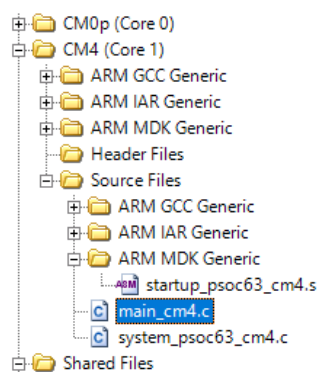 CM0p (Core 0)
CM4 (Core 1)
ARM GCC Generic
ARM IAR Generic
ARM MDK Generic
Header Files
Source Files
ARM GCC Generic
ARM IAR Generic
ARM MDK Generic
ASM startup_psoc63_cm4.s
C main_cm4.c
C system_psoc63_cm4.c
Shared Files